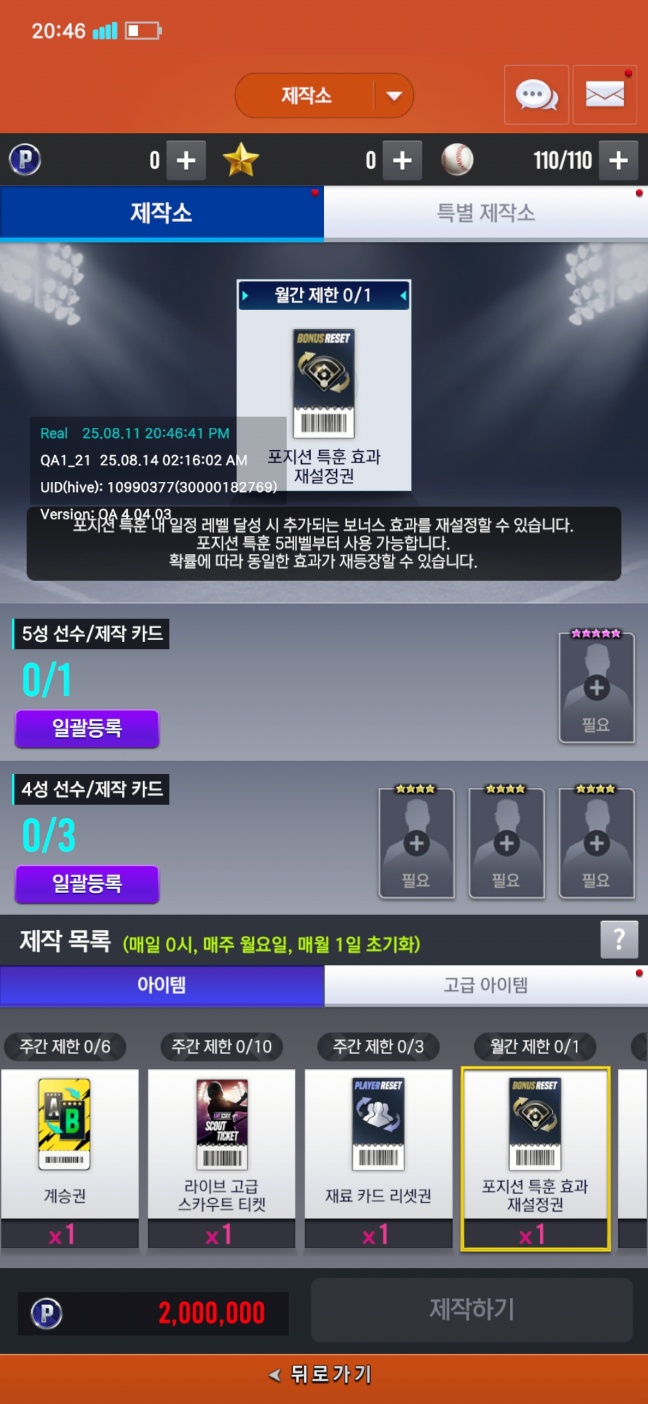 20:46
제작소
P 0 + 0 + 110/110 +
제작소
특별 제작소
월간 제한 0/1
BONUS RESET
포지션 특훈 효과
재설정권
Real 25.08.11 20:46:41 PM
QA1_21 25.08.14 02:16:02 AM
UID(hive): 10990377(30000182769)
Version: QA 4.04.03
포지션 특훈 내 일정 레벨 달성 시 추가되는 보너스 효과를 재설정할 수 있습니다.
포지션 특훈 5레벨부터 사용 가능합니다.
확률에 따라 동일한 효과가 재등장할 수 있습니다.
5성 선수/제작 카드
0/1
일괄등록
필요
4성 선수/제작 카드
0/3
일괄등록
필요 필요 필요
제작 목록 (매일 0시, 매주 월요일, 매월 1일 초기화) ?
아이템
고급 아이템
주간 제한 0/6
A B
계승권
x1
주간 제한 0/10
SCOUT
TICKET
라이브 고급
스카우트 티켓
x1
주간 제한 0/3
PLAYER RESET
재료 카드 리셋권
x1
월간 제한 0/1
BONUS RESET
포지션 특훈 효과
재설정권
x1
P 2,000,000
제작하기
뒤로가기